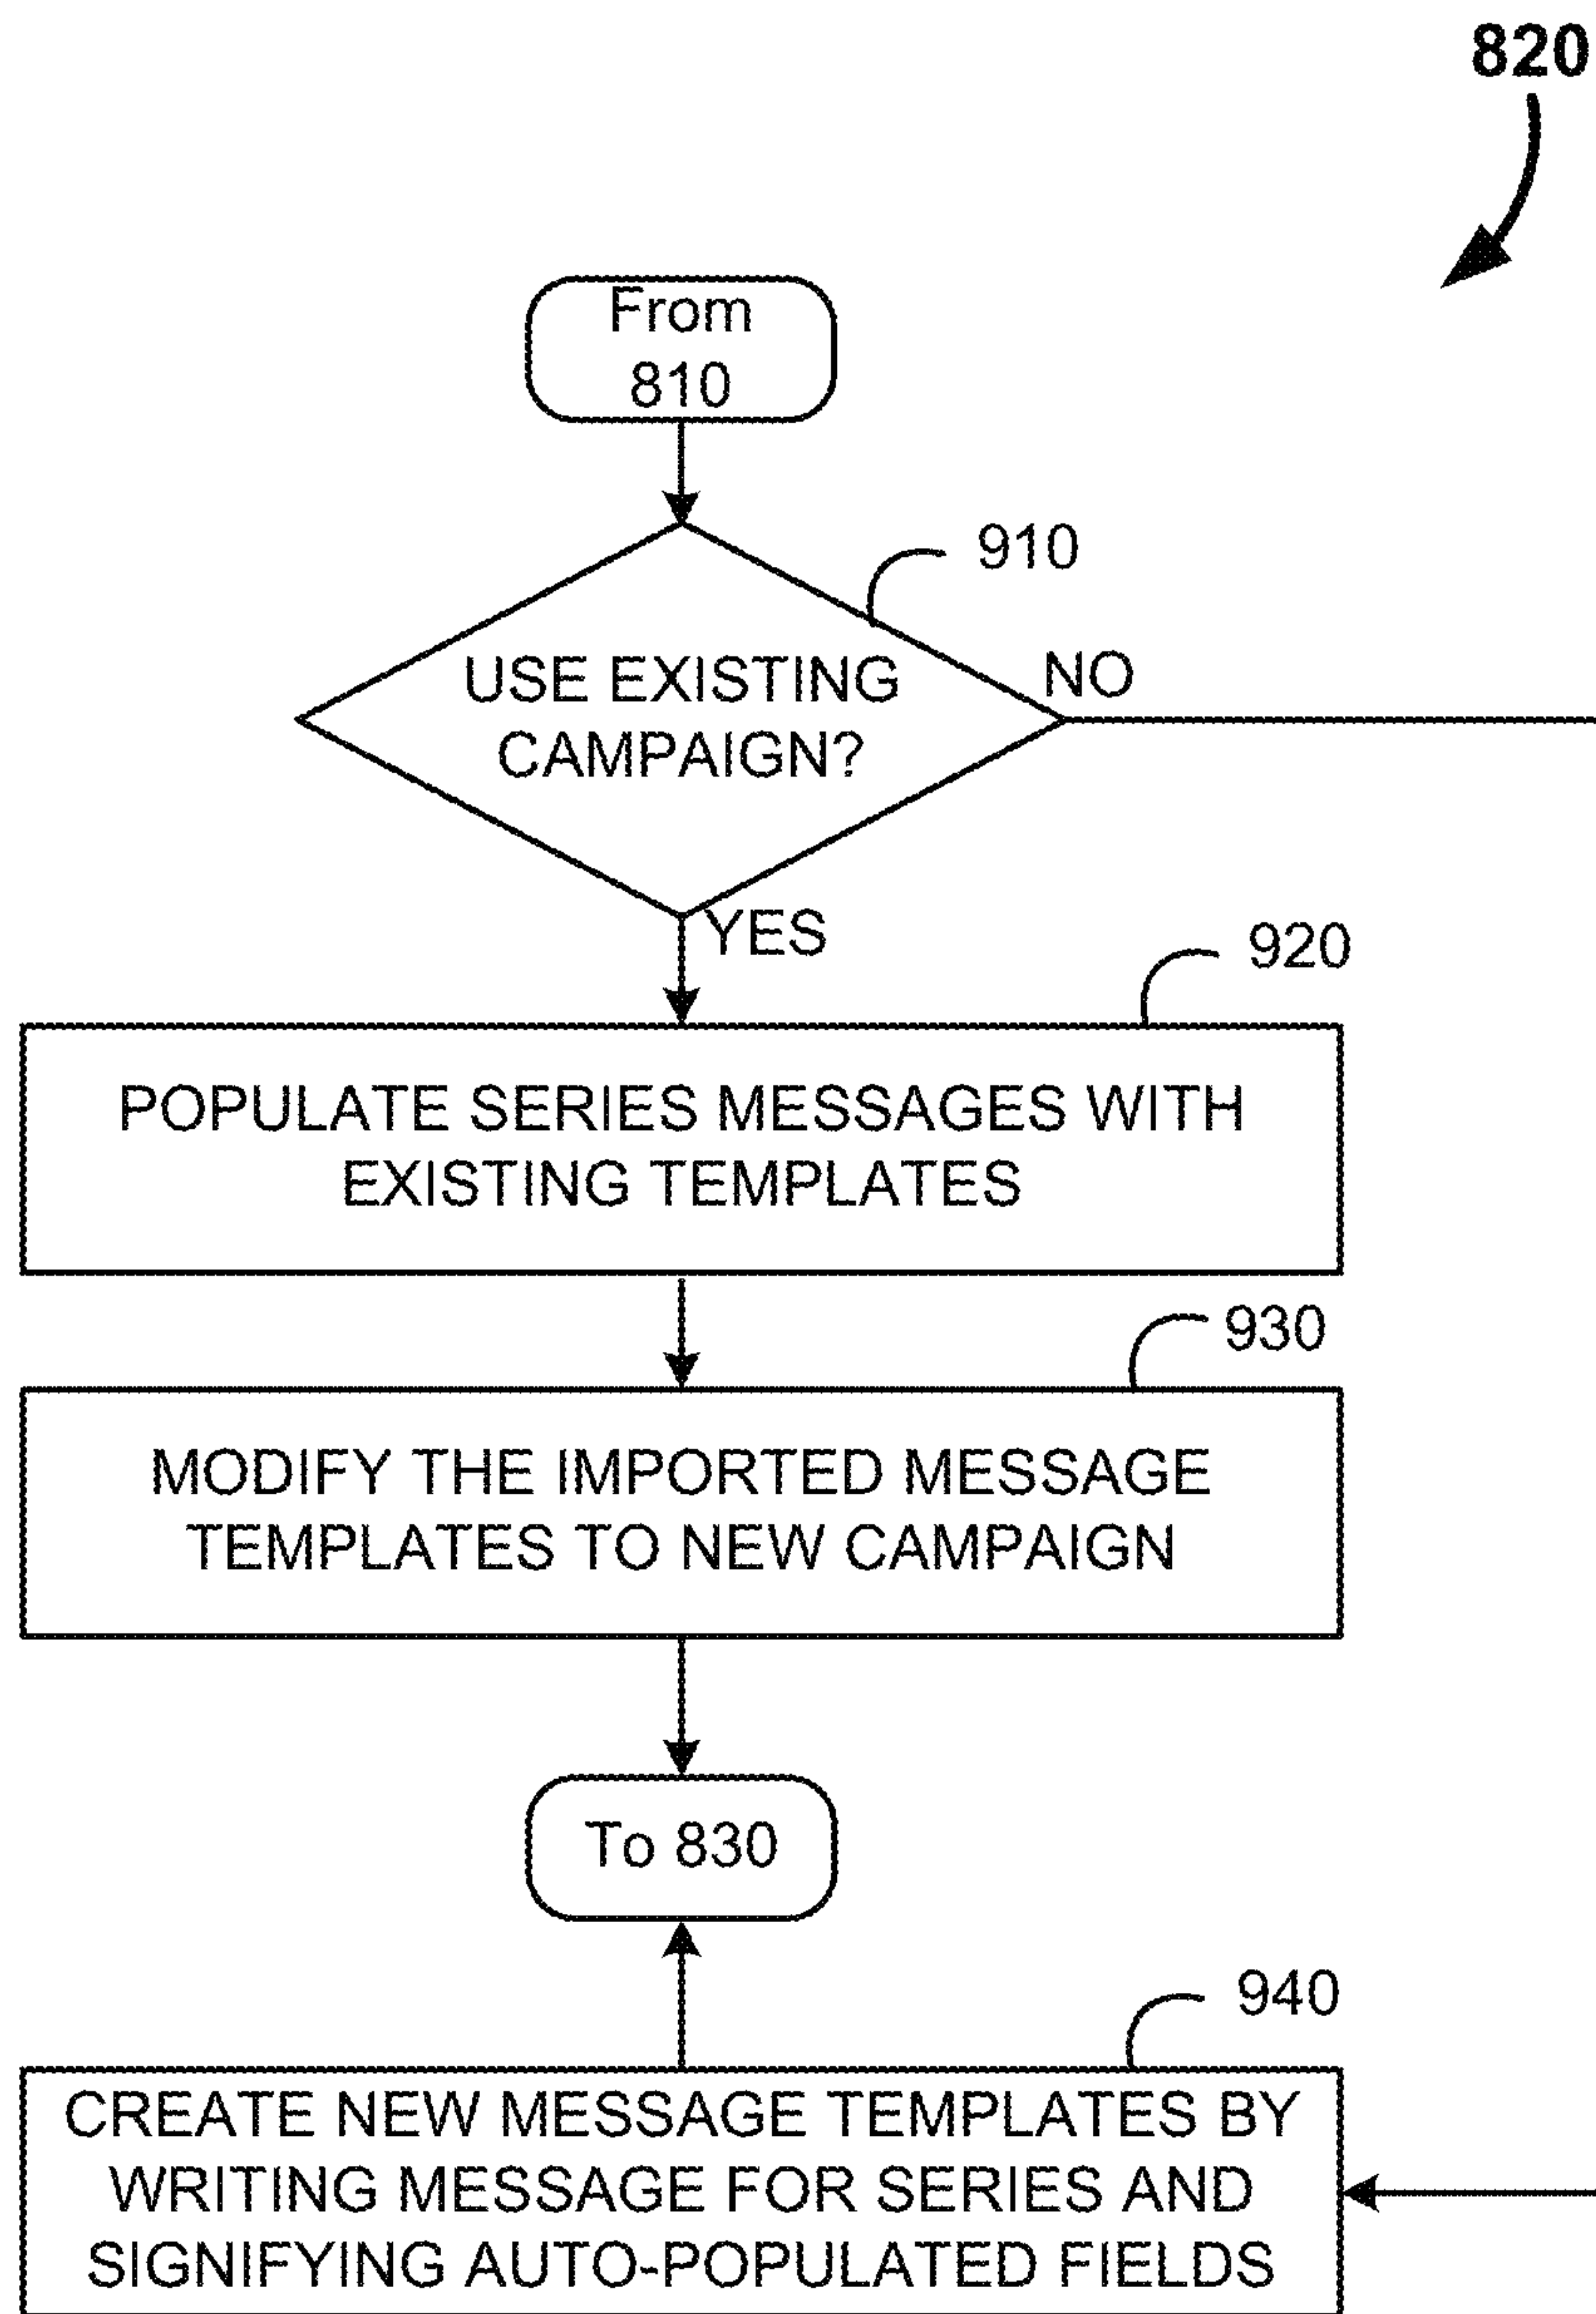 820
From
810
910
USE EXISTING
CAMPAIGN?
NO
YES
920
POPULATE SERIES MESSAGES WITH
EXISTING TEMPLATES
930
MODIFY THE IMPORTED MESSAGE
TEMPLATES TO NEW CAMPAIGN
To 830
940
CREATE NEW MESSAGE TEMPLATES BY
WRITING MESSAGE FOR SERIES AND
SIGNIFYING AUTO-POPULATED FIELDS